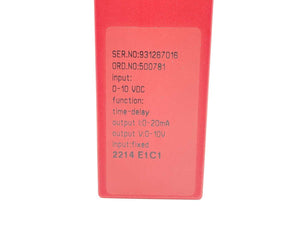 SER.NO:931267016
ORD.NO:500781
input:
0-10 VDC
function:
time-delay
output I:0-20mA
output V:0-10V
input:fixed
2214 E1C1